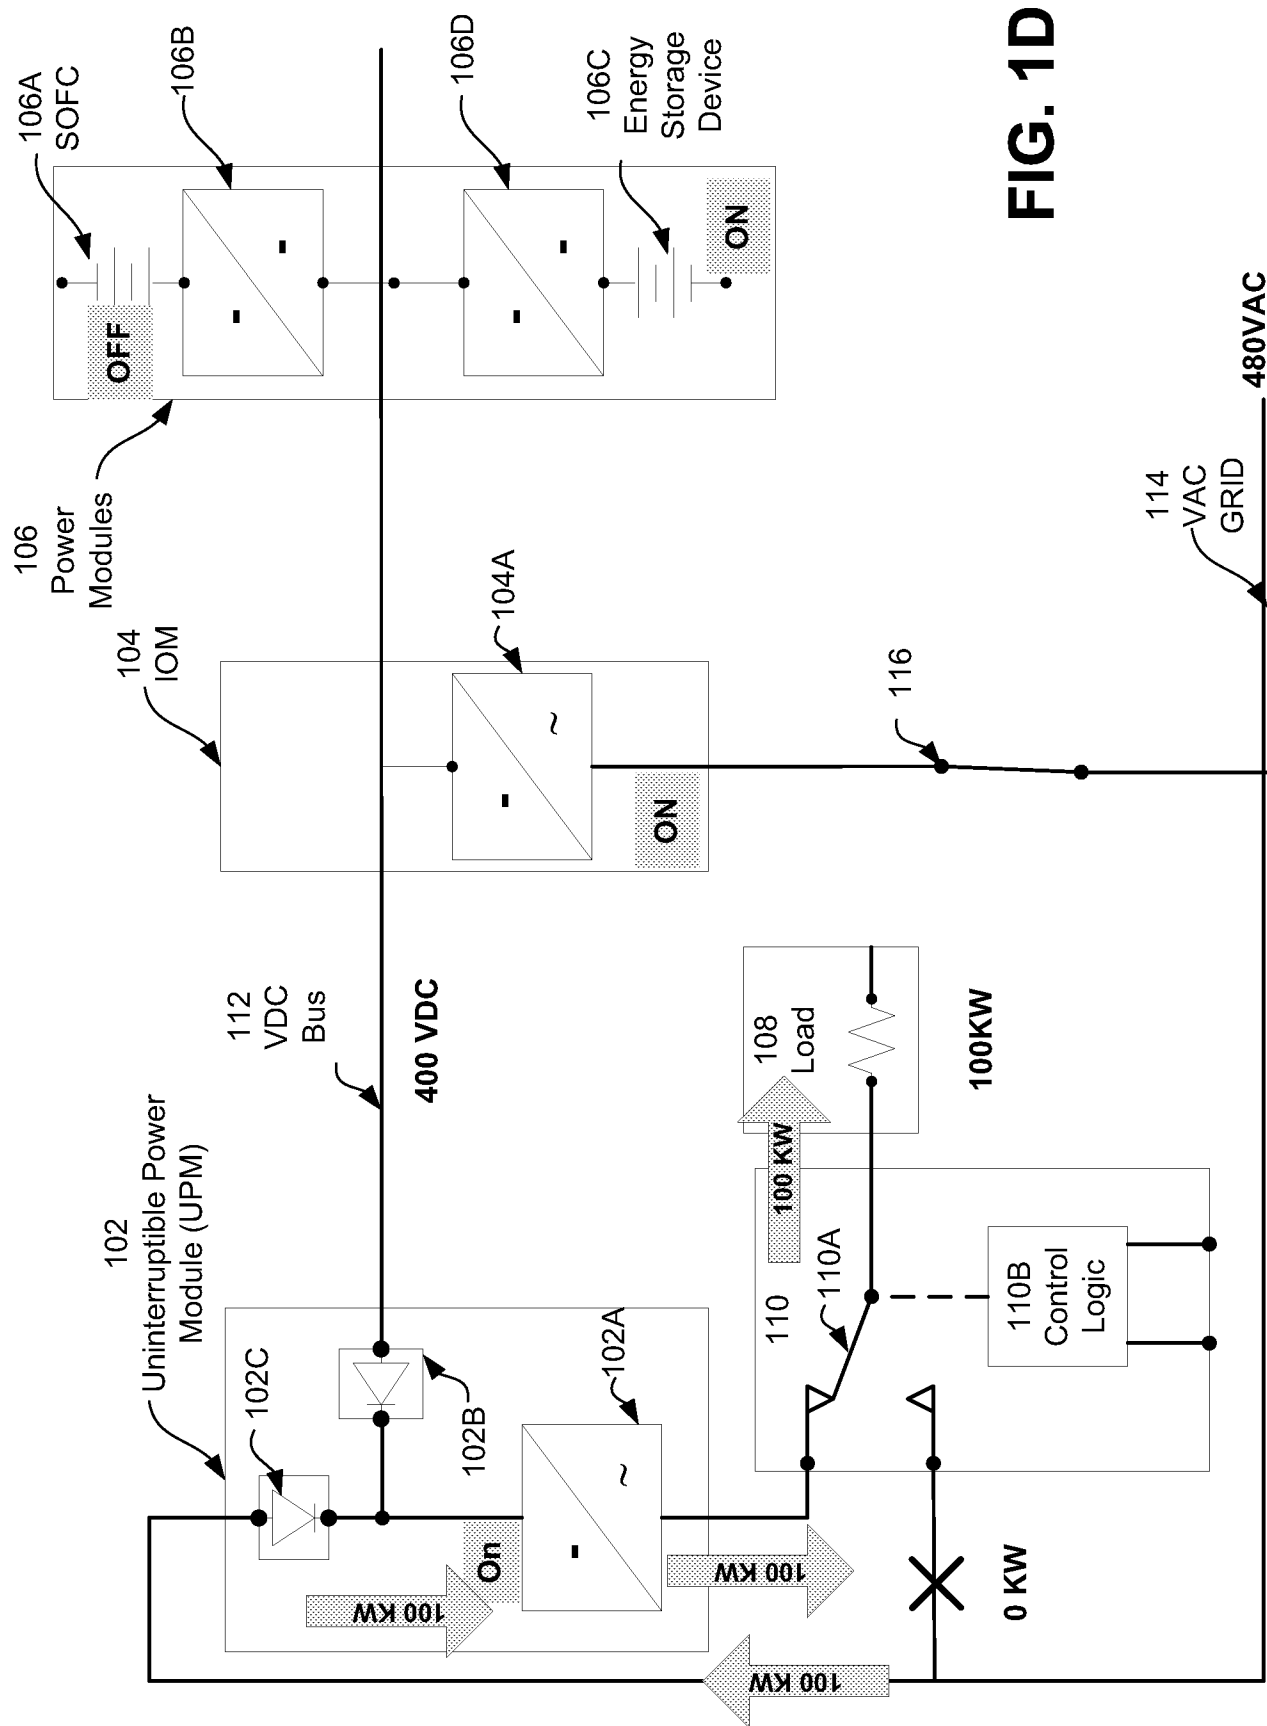 102
Uninterruptible Power
Module (UPM)
102C
102B
102A
On
100 KW
100 KW
100 KW
0 KW
112
VDC
Bus
400 VDC
104
IOM
104A
ON
116
106
Power
Modules
106A
SOFC
OFF
106B
106D
106C
Energy
Storage
Device
ON
110
110A
110B
Control
Logic
100 KW
108
Load
100KW
114
VAC
GRID
480VAC
FIG. 1D